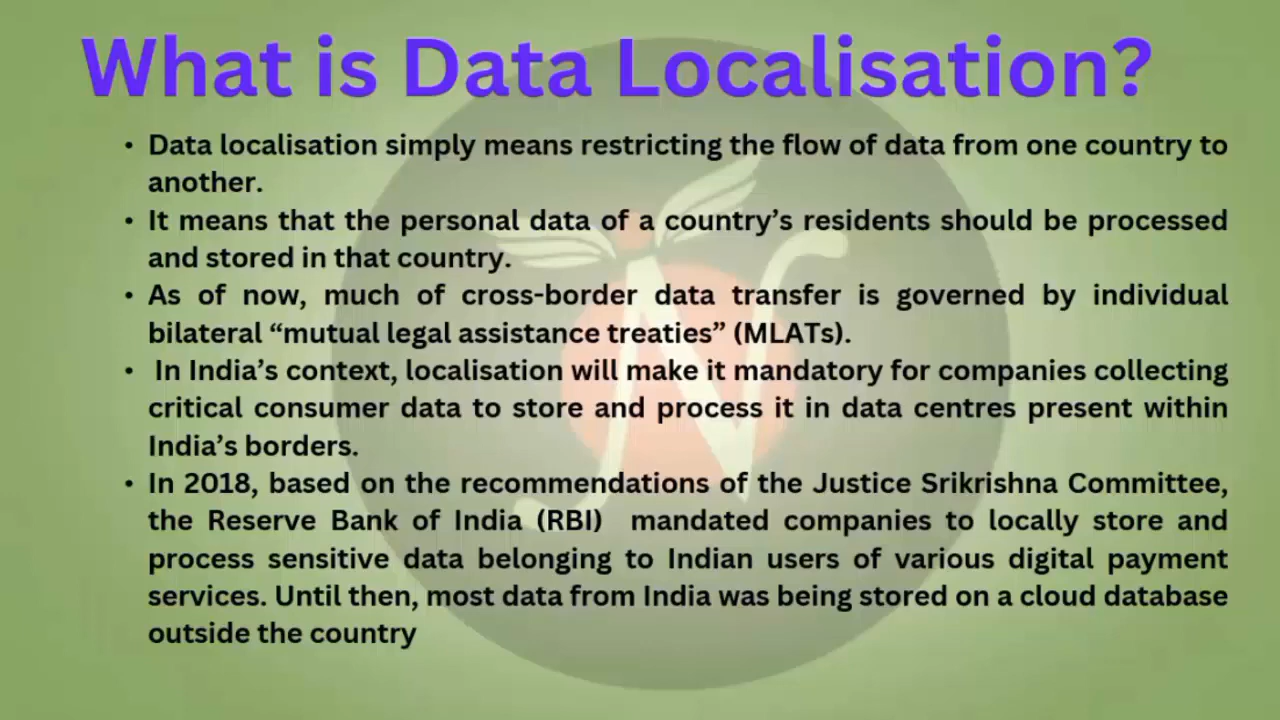 What is Data Localisation?
• Data localisation simply means restricting the flow of data from one country to
another.
• It means that the personal data of a country’s residents should be processed
and stored in that country.
• As of now, much of cross-border data transfer is governed by individual
bilateral “mutual legal assistance treaties” (MLATs).
• In India’s context, localisation will make it mandatory for companies collecting
critical consumer data to store and process it in data centres present within
India’s borders.
• In 2018, based on the recommendations of the Justice Srikrishna Committee,
the Reserve Bank of India (RBI) mandated companies to locally store and
process sensitive data belonging to Indian users of various digital payment
services. Until then, most data from India was being stored on a cloud database
outside the country